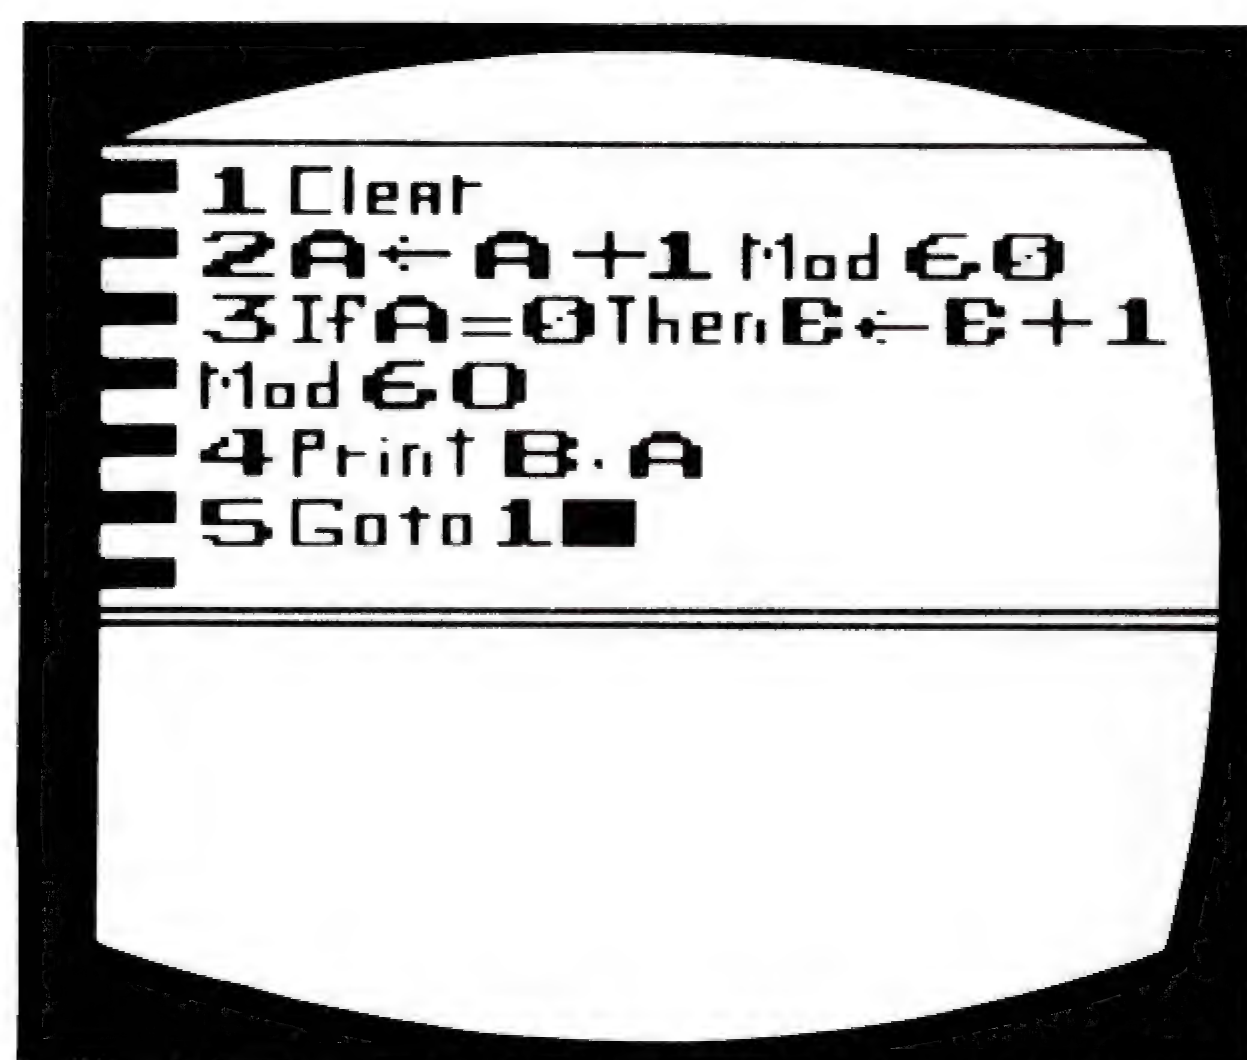 1 Clear
2 A ← A + 1 Mod 60
3 If A = 0 Then B ← B + 1
Mod 60
4 Print B, A
5 Goto 1